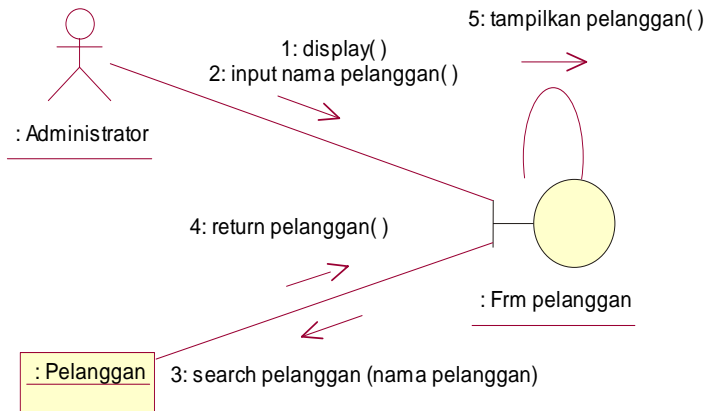 5: tampilkan pelanggan( )
1: display( )
2: input nama pelanggan( )
: Administrator
4: return pelanggan( )
: Frm pelanggan
: Pelanggan
3: search pelanggan (nama pelanggan)